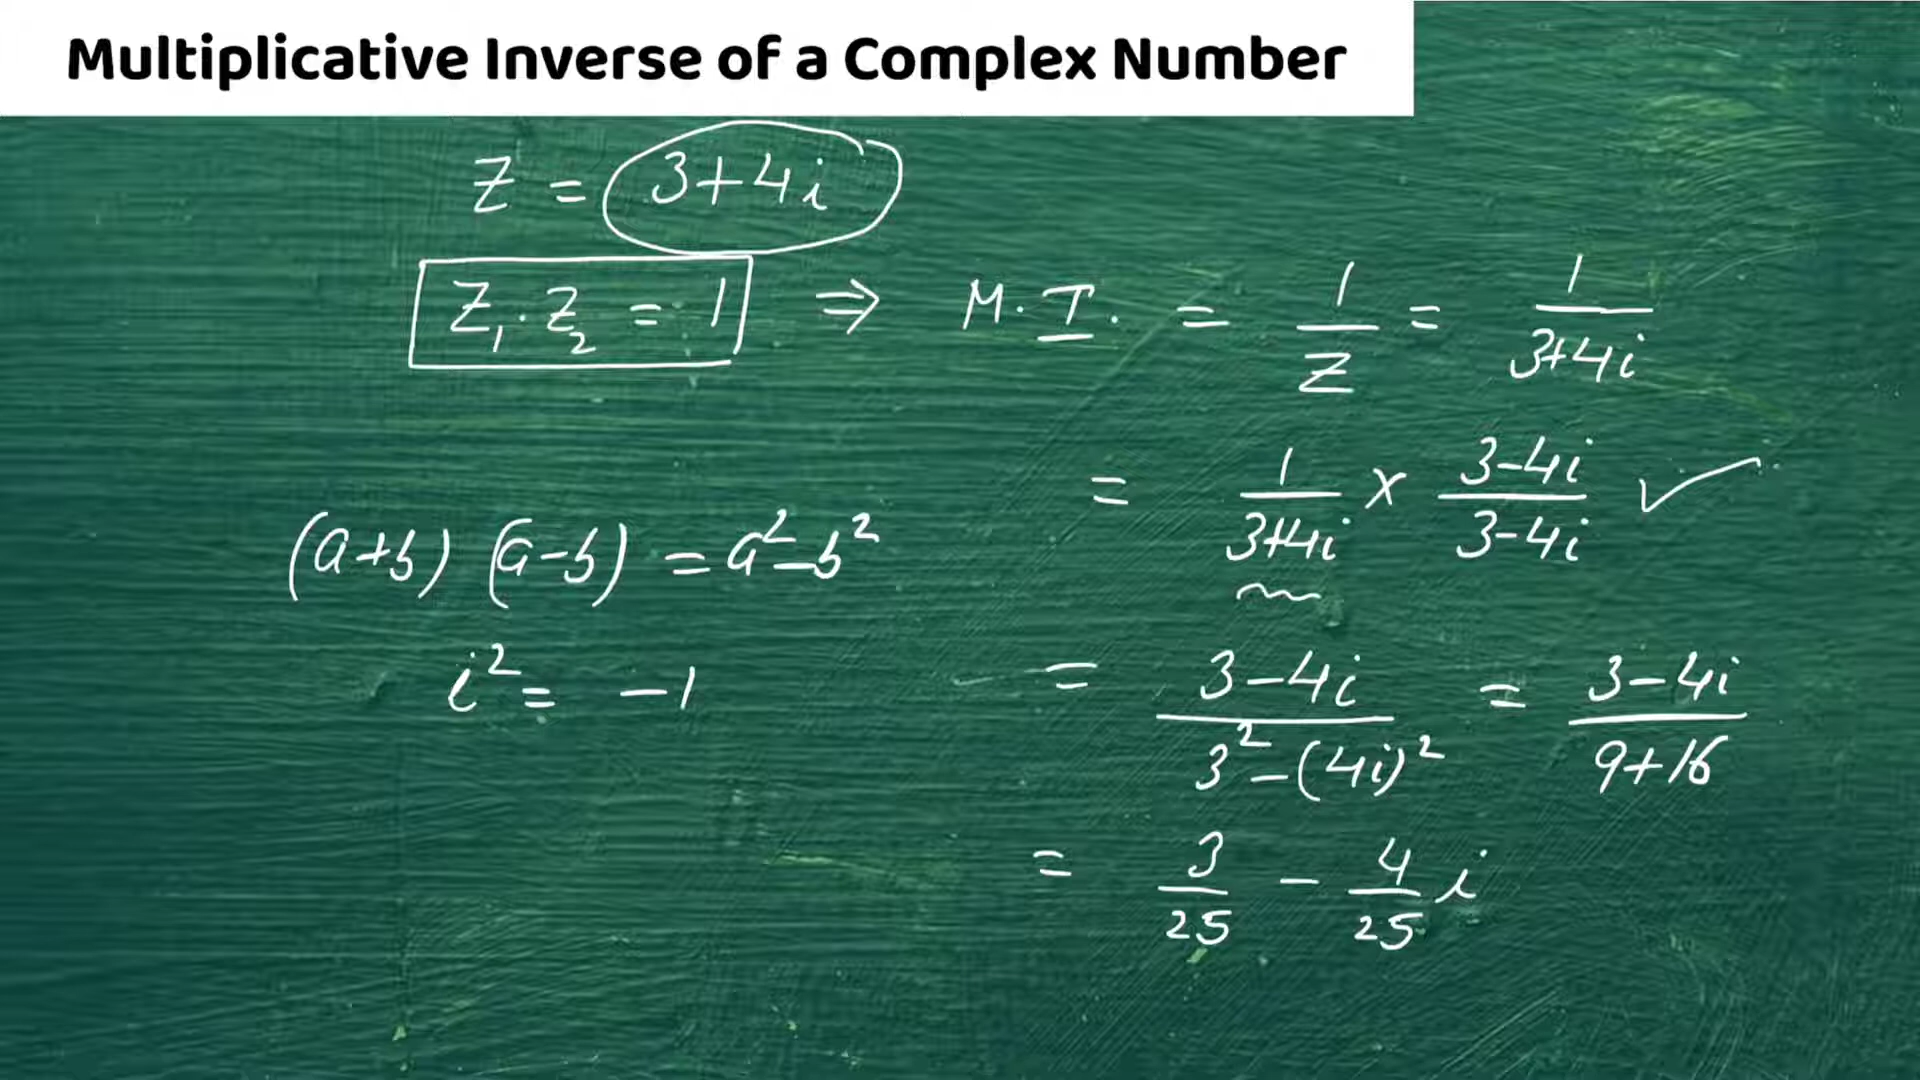 Multiplicative Inverse of a Complex Number
Z = 3+4i
Z₁·Z₂ = 1 ⇒ M.I. = 1/Z = 1/(3+4i)
= 1/(3+4i) × (3-4i)/(3-4i) ✓
(a+b) (a-b) = a²-b²
i² = -1
= (3-4i)/(3²-(4i)²) = (3-4i)/(9+16)
= 3/25 - 4/25 i